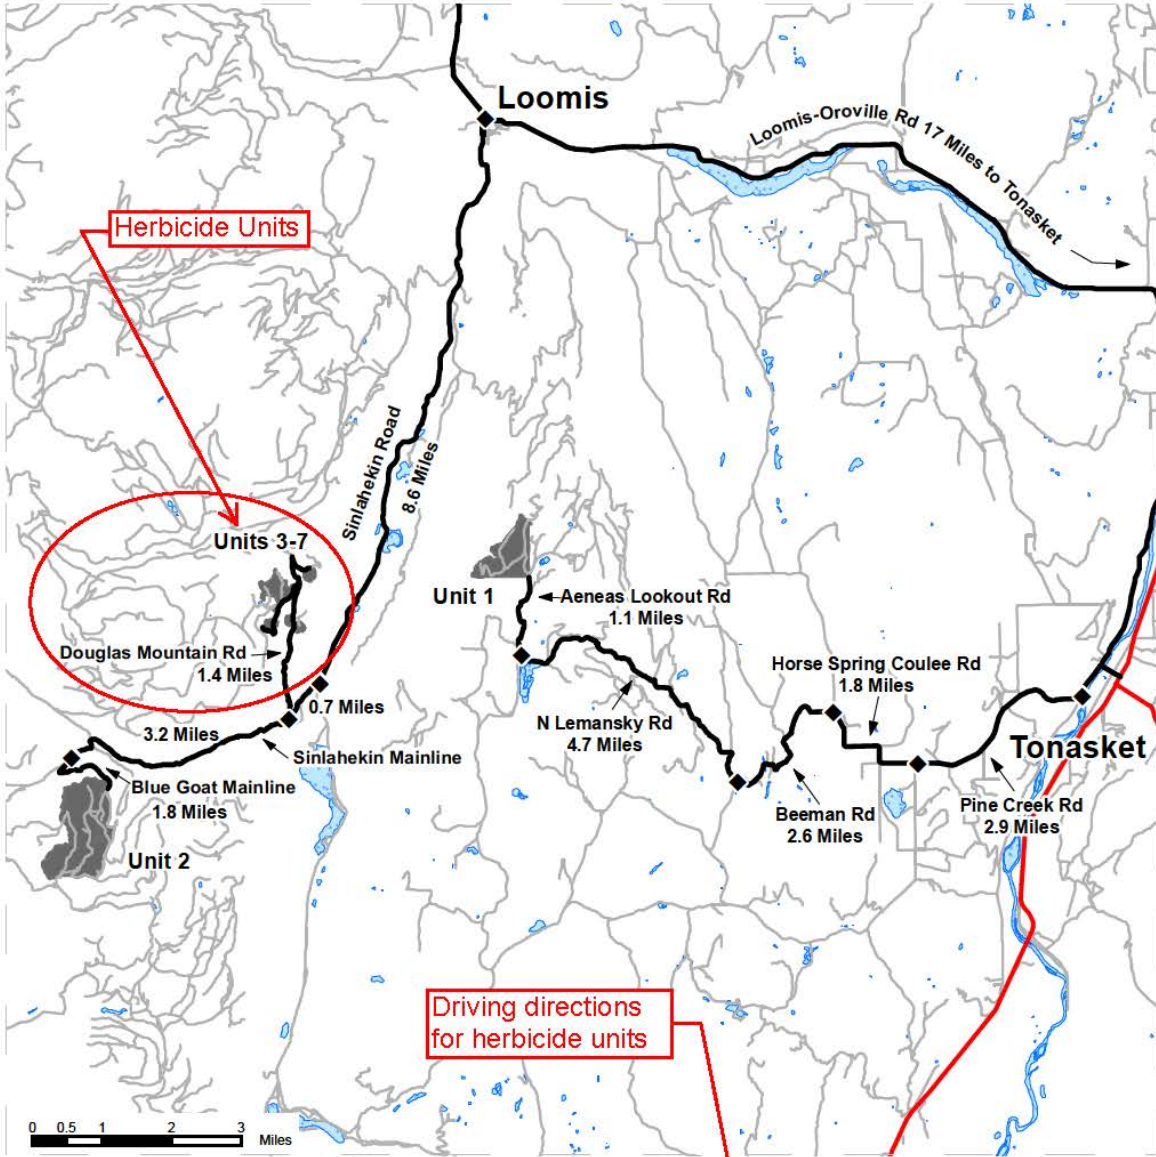 Loomis
Loomis-Oroville Rd 17 Miles to Tonasket
Herbicide Units
Sinlahekin Road
8.6 Miles
Units 3-7
Unit 1
Aeneas Lookout Rd
1.1 Miles
Douglas Mountain Rd
1.4 Miles
Horse Spring Coulee Rd
1.8 Miles
0.7 Miles
N Lemansky Rd
4.7 Miles
3.2 Miles
Sinlahekin Mainline
Tonasket
Blue Goat Mainline
1.8 Miles
Beeman Rd
2.6 Miles
Pine Creek Rd
2.9 Miles
Unit 2
Driving directions
for herbicide units
0 0.5 1 2 3
Miles